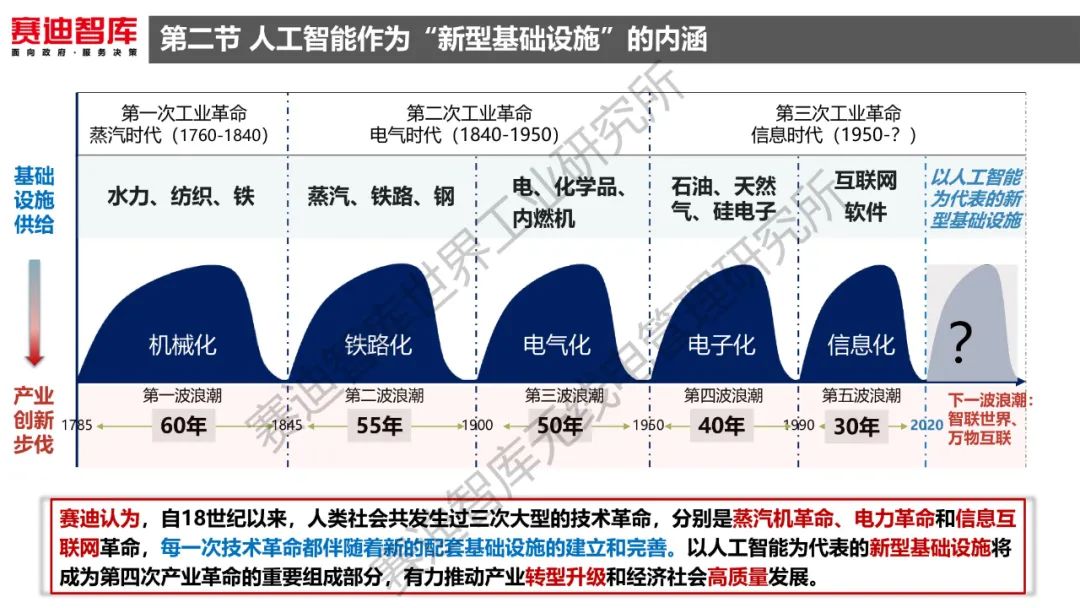 赛迪智库
面向政府·服务决策
第二节 人工智能作为“新型基础设施”的内涵
第一次工业革命
蒸汽时代（1760-1840）
第二次工业革命
电气时代（1840-1950）
第三次工业革命
信息时代（1950-？）
基础
设施
供给
水力、纺织、铁
蒸汽、铁路、钢
电、化学品、
内燃机
石油、天然
气、硅电子
互联网
软件
以人工智能
为代表的新
型基础设施
机械化
铁路化
电气化
电子化
信息化
？
产业
创新
步伐
第一波浪潮
第二波浪潮
第三波浪潮
第四波浪潮
第五波浪潮
下一波浪潮：
智联世界、
万物互联
1785
60年
1845
55年
1900
50年
1950
40年
1990
30年
2020
赛迪认为，自18世纪以来，人类社会共发生过三次大型的技术革命，分别是蒸汽机革命、电力革命和信息互
联网革命，每一次技术革命都伴随着新的配套基础设施的建立和完善。以人工智能为代表的新型基础设施将
成为第四次产业革命的重要组成部分，有力推动产业转型升级和经济社会高质量发展。
赛迪智库世界工业研究所
赛迪智库无线电管理研究所